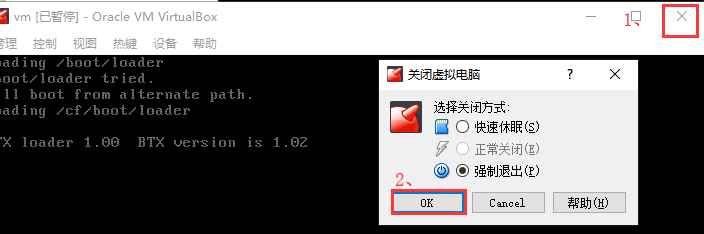 vm [已暂停] - Oracle VM VirtualBox
1、
管理 控制 视图 热键 设备 帮助
ading /boot/loader
oot/loader tried.
ll boot from alternate path.
ading /cf/boot/loader
TX loader 1.00 BTX version is 1.02
关闭虚拟电脑 ?
选择关闭方式:
快速休眠(S)
正常关闭(E)
强制退出(P)
2、
OK Cancel 帮助(H)